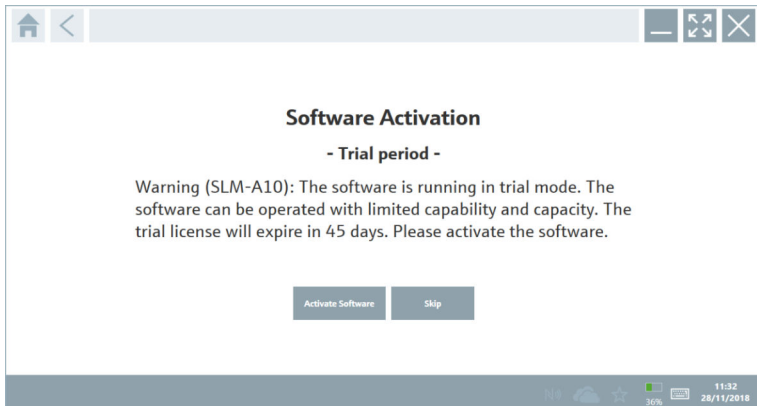 Software Activation
- Trial period -
Warning (SLM-A10): The software is running in trial mode. The
software can be operated with limited capability and capacity. The
trial license will expire in 45 days. Please activate the software.
Activate Software
Skip
36%
11:32
28/11/2018